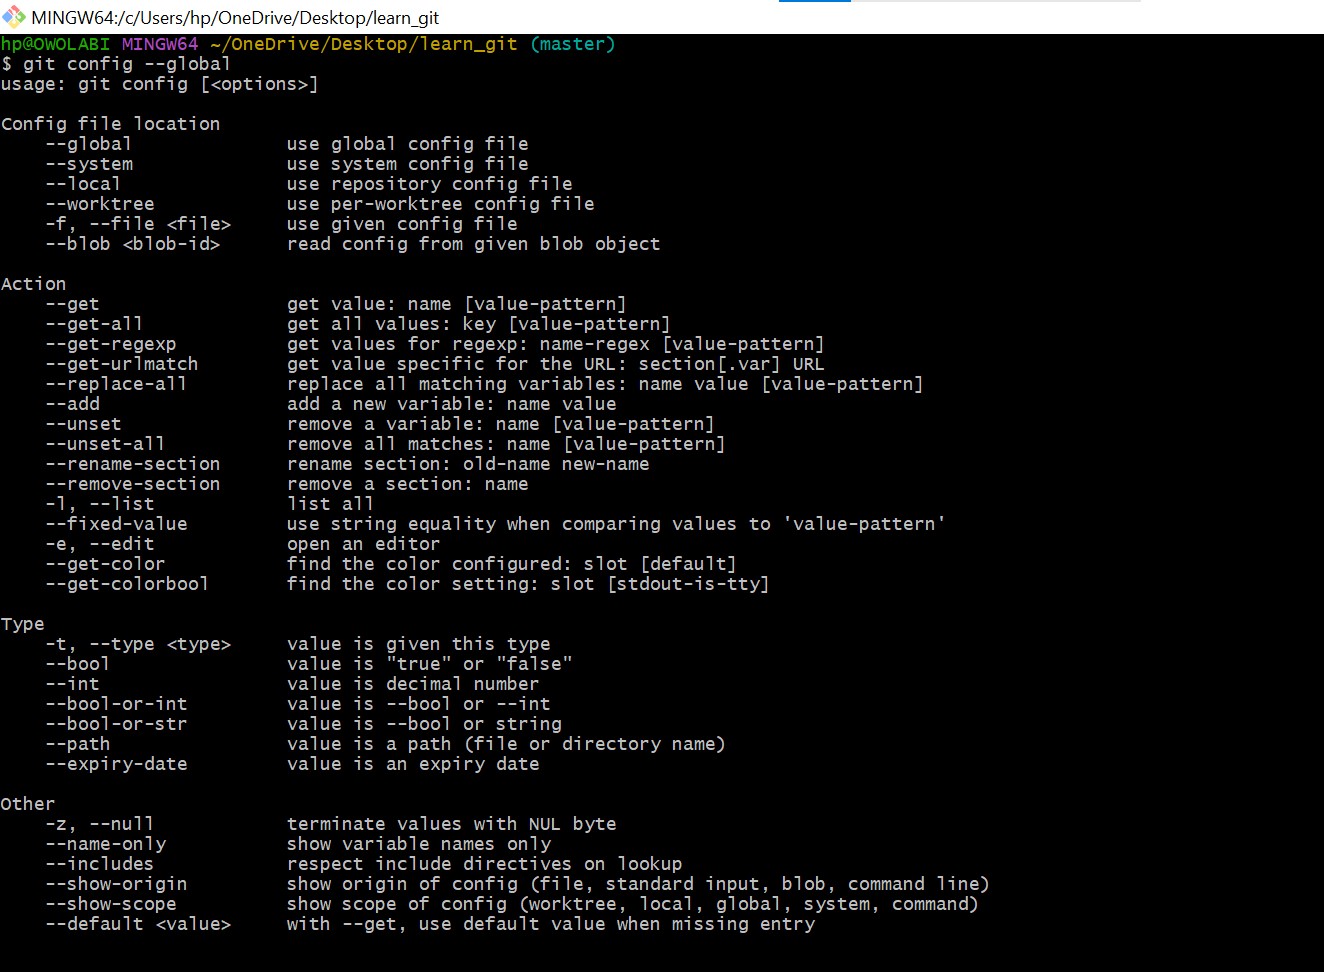 MINGW64:/c/Users/hp/OneDrive/Desktop/learn_git
hp@OWOLABI MINGW64 ~/OneDrive/Desktop/learn_git (master)
$ git config --global
usage: git config [<options>]

Config file location
    --global              use global config file
    --system              use system config file
    --local               use repository config file
    --worktree            use per-worktree config file
    -f, --file <file>     use given config file
    --blob <blob-id>      read config from given blob object

Action
    --get                 get value: name [value-pattern]
    --get-all             get all values: key [value-pattern]
    --get-regexp          get values for regexp: name-regex [value-pattern]
    --get-urlmatch        get value specific for the URL: section[.var] URL
    --replace-all         replace all matching variables: name value [value-pattern]
    --add                 add a new variable: name value
    --unset               remove a variable: name [value-pattern]
    --unset-all           remove all matches: name [value-pattern]
    --rename-section      rename section: old-name new-name
    --remove-section      remove a section: name
    -l, --list            list all
    --fixed-value         use string equality when comparing values to 'value-pattern'
    -e, --edit            open an editor
    --get-color           find the color configured: slot [default]
    --get-colorbool       find the color setting: slot [stdout-is-tty]

Type
    -t, --type <type>     value is given this type
    --bool                value is "true" or "false"
    --int                 value is decimal number
    --bool-or-int         value is --bool or --int
    --bool-or-str         value is --bool or string
    --path                value is a path (file or directory name)
    --expiry-date         value is an expiry date

Other
    -z, --null            terminate values with NUL byte
    --name-only           show variable names only
    --includes            respect include directives on lookup
    --show-origin         show origin of config (file, standard input, blob, command line)
    --show-scope          show scope of config (worktree, local, global, system, command)
    --default <value>     with --get, use default value when missing entry